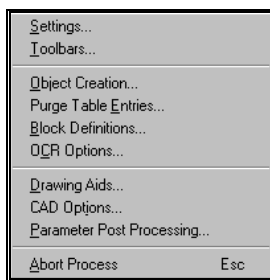 Settings...
Toolbars...
Object Creation...
Purge Table Entries...
Block Definitions...
OCR Options...
Drawing Aids...
CAD Options...
Parameter Post Processing...
Abort Process Esc